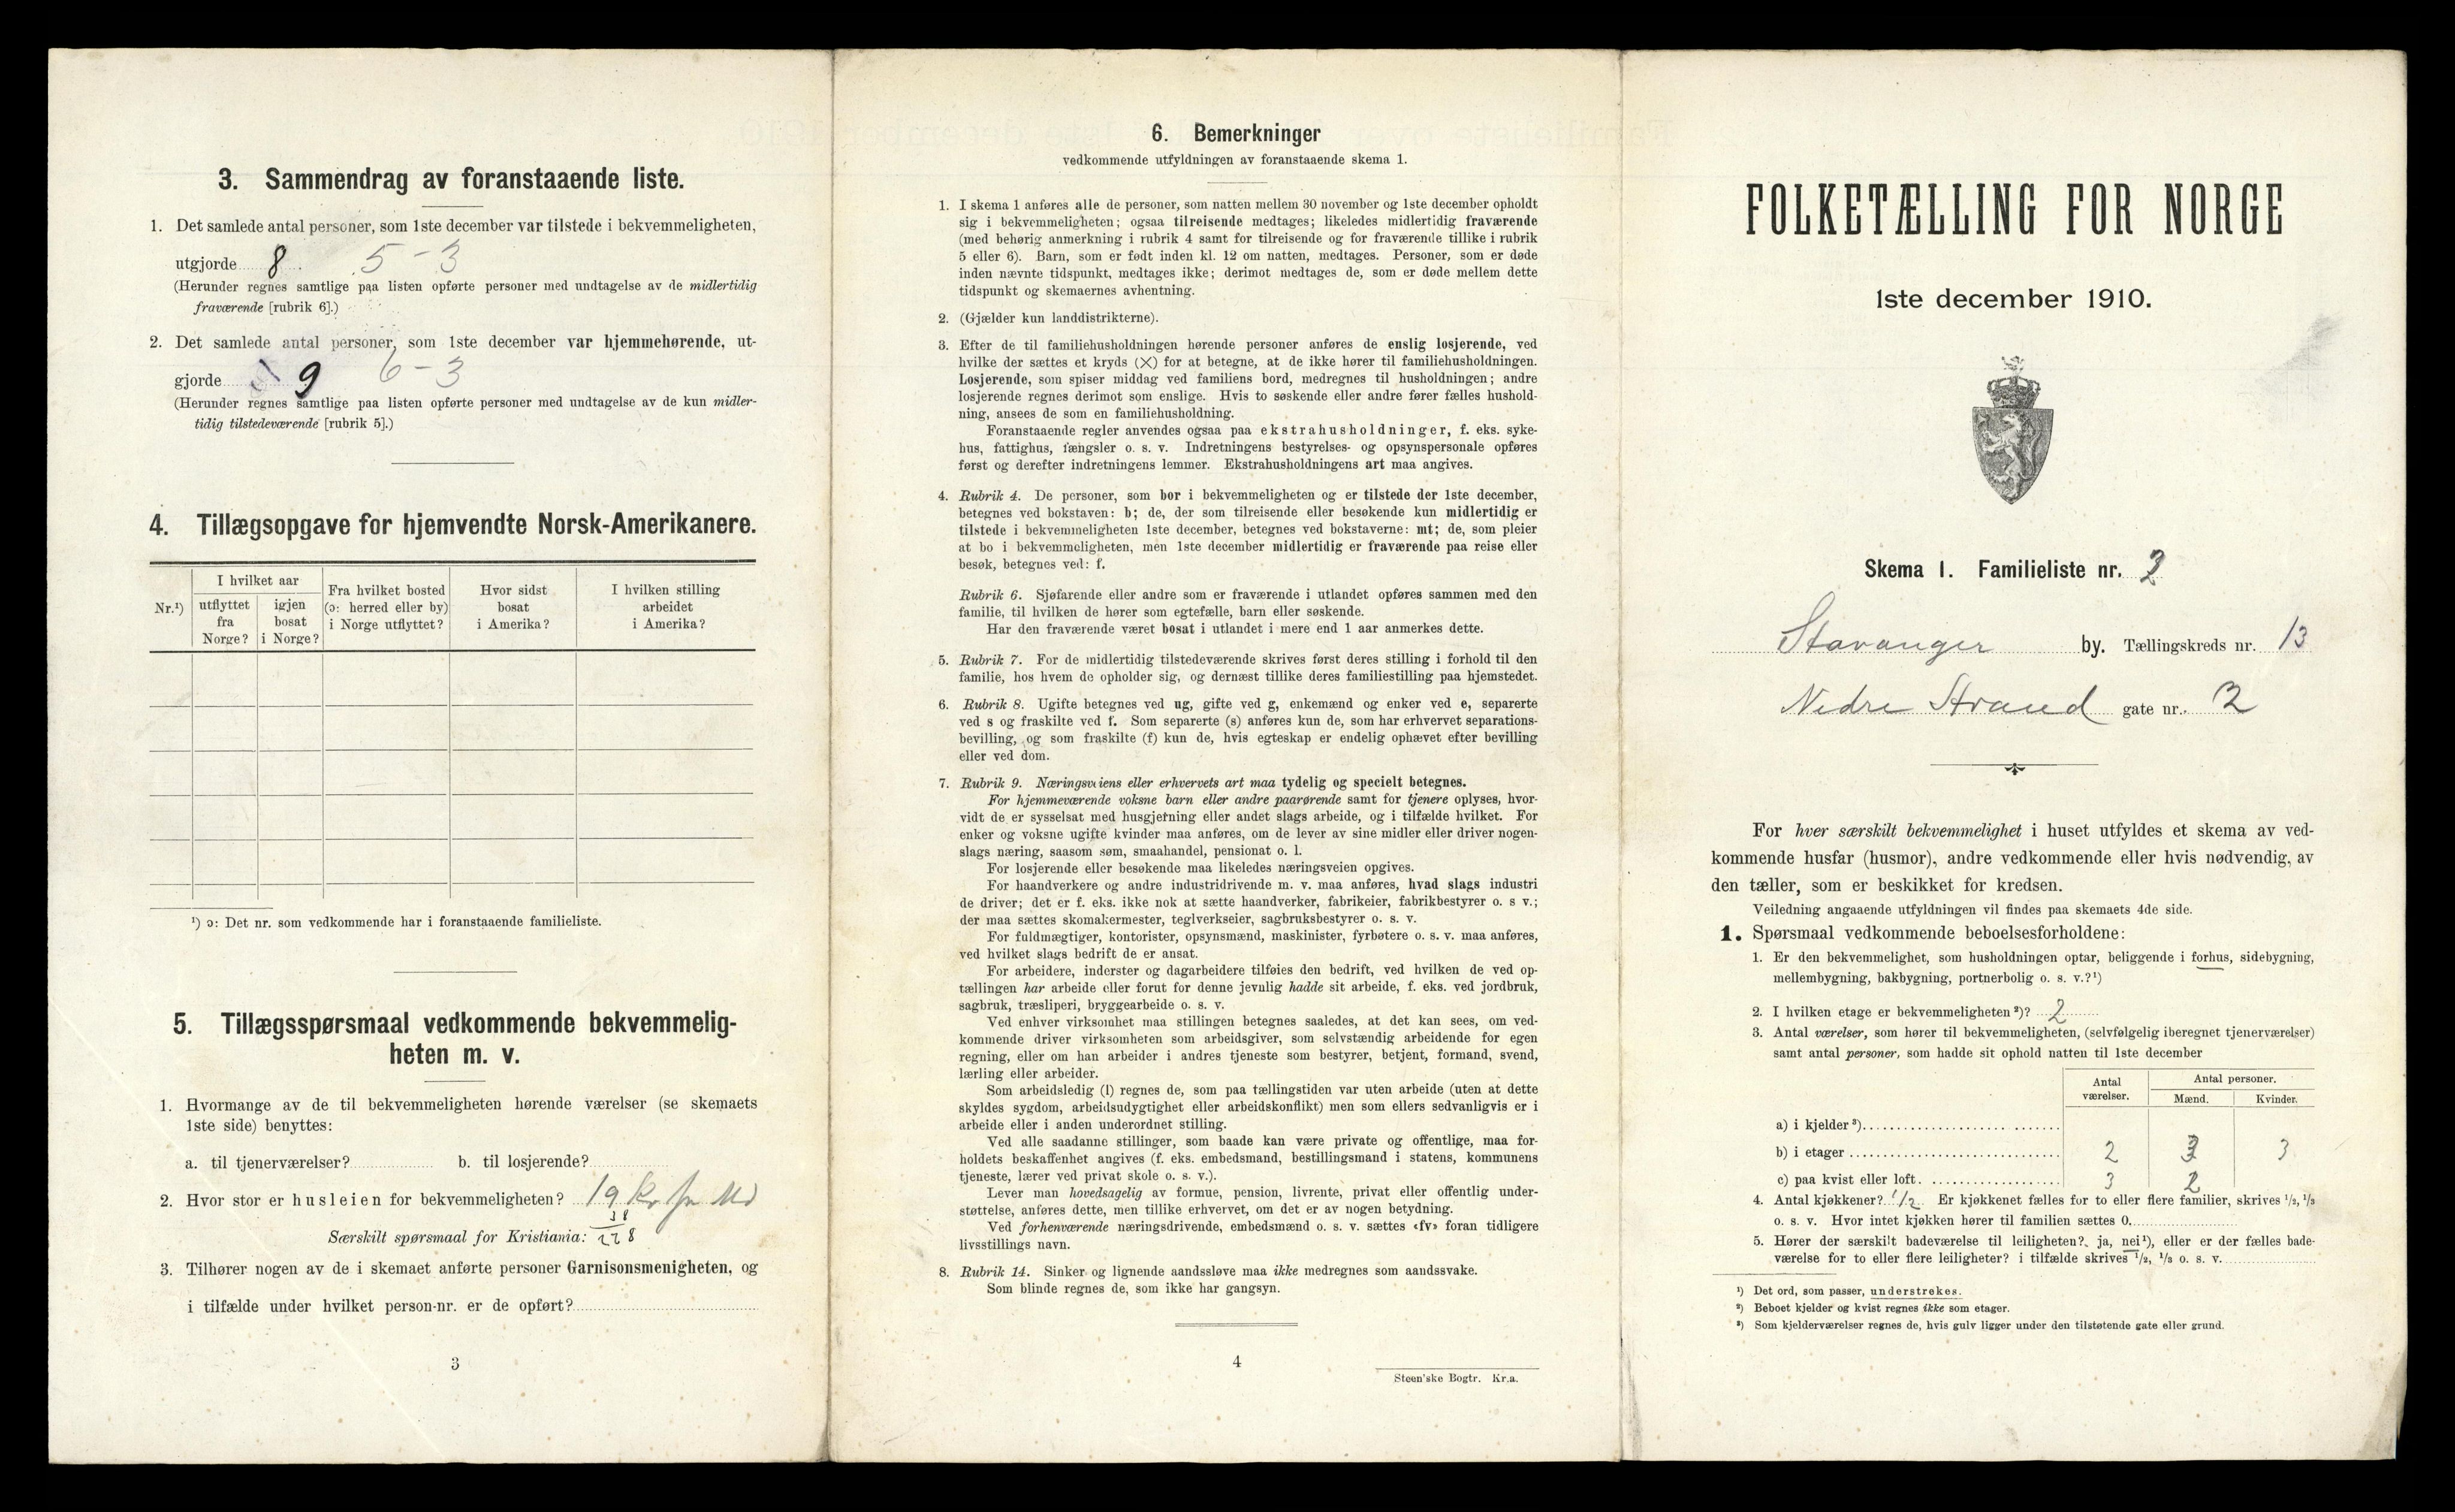 3. Sammendrag av foranstaaende liste.
1. Det samlede antal personer, som 1ste december var tilstede i bekvemmeligheten,
utgjorde 8. 5 - 3
(Herunder regnes samtlige paa listen opførte personer med undtagelse av de midlertidig
fraværende [rubrik 6].)
2. Det samlede antal personer, som 1ste december var hjemmehørende, ut-
gjorde 9 6 - 3
(Herunder regnes samtlige paa listen opførte personer med undtagelse av de kun midler-
tidig tilstedeværende [rubrik 5].)
4. Tillægsopgave for hjemvendte Norsk-Amerikanere.
Nr.¹)
I hvilket aar
utflyttet fra Norge?
igjen bosat i Norge?
Fra hvilket bosted (ɔ: herred eller by) i Norge utflyttet?
Hvor sidst bosat i Amerika?
I hvilken stilling arbeidet i Amerika?
¹) ɔ: Det nr. som vedkommende har i foranstaaende familieliste.
5. Tillægsspørsmaal vedkommende bekvemmelig-
heten m. v.
1. Hvormange av de til bekvemmeligheten hørende værelser (se skemaets
1ste side) benyttes:
a. til tjenerværelser? b. til losjerende?
2. Hvor stor er husleien for bekvemmeligheten? 19 Kr pr Md
38
Særskilt spørsmaal for Kristiania: 228
3. Tilhører nogen av de i skemaet anførte personer Garnisonsmenigheten, og
i tilfælde under hvilket person-nr. er de opført?
3
6. Bemerkninger
vedkommende utfyldningen av foranstaaende skema 1.
1. I skema 1 anføres alle de personer, som natten mellem 30 november og 1ste december opholdt
sig i bekvemmeligheten; ogsaa tilreisende medtages; likeledes midlertidig fraværende
(med behørig anmerkning i rubrik 4 samt for tilreisende og for fraværende tillike i rubrik
5 eller 6). Barn, som er født inden kl. 12 om natten, medtages. Personer, som er døde
inden nævnte tidspunkt, medtages ikke; derimot medtages de, som er døde mellem dette
tidspunkt og skemaernes avhentning.
2. (Gjælder kun landdistrikterne).
3. Efter de til familiehusholdningen hørende personer anføres de enslig losjerende, ved
hvilke der sættes et kryds (×) for at betegne, at de ikke hører til familiehusholdningen.
Losjerende, som spiser middag ved familiens bord, medregnes til husholdningen; andre
losjerende regnes derimot som enslige. Hvis to søskende eller andre fører fælles hushold-
ning, ansees de som en familiehusholdning.
Foranstaaende regler anvendes ogsaa paa ekstrahusholdninger, f. eks. syke-
hus, fattighus, fængsler o. s. v. Indretningens bestyrelses- og opsynspersonale opføres
først og derefter indretningens lemmer. Ekstrahusholdningens art maa angives.
4. Rubrik 4. De personer, som bor i bekvemmeligheten og er tilstede der 1ste december,
betegnes ved bokstaven: b; de, der som tilreisende eller besøkende kun midlertidig er
tilstede i bekvemmeligheten 1ste december, betegnes ved bokstaverne: mt; de, som pleier
at bo i bekvemmeligheten, men 1ste december midlertidig er fraværende paa reise eller
besøk, betegnes ved: f.
Rubrik 6. Sjøfarende eller andre som er fraværende i utlandet opføres sammen med den
familie, til hvilken de hører som egtefælle, barn eller søskende.
Har den fraværende været bosat i utlandet i mere end 1 aar anmerkes dette.
5. Rubrik 7. For de midlertidig tilstedeværende skrives først deres stilling i forhold til den
familie, hos hvem de opholder sig, og dernæst tillike deres familiestilling paa hjemstedet.
6. Rubrik 8. Ugifte betegnes ved ug, gifte ved g, enkemænd og enker ved e, separerte
ved s og fraskilte ved f. Som separerte (s) anføres kun de, som har erhvervet separations-
bevilling, og som fraskilte (f) kun de, hvis egteskap er endelig ophævet efter bevilling
eller ved dom.
7. Rubrik 9. Næringsveiens eller erhvervets art maa tydelig og specielt betegnes.
For hjemmeværende voksne barn eller andre paarørende samt for tjenere oplyses, hvor-
vidt de er sysselsat med husgjerning eller andet slags arbeide, og i tilfælde hvilket. For
enker og voksne ugifte kvinder maa anføres, om de lever av sine midler eller driver nogen-
slags næring, saasom søm, smaahandel, pensionat o. l.
For losjerende eller besøkende maa likeledes næringsveien opgives.
For haandverkere og andre industridrivende m. v. maa anføres, hvad slags industri
de driver; det er f. eks. ikke nok at sætte haandverker, fabrikeier, fabrikbestyrer o. s v.;
der maa sættes skomakermester, teglverkseier, sagbruksbestyrer o. s. v.
For fuldmægtiger, kontorister, opsynsmænd, maskinister, fyrbøtere o. s. v. maa anføres,
ved hvilket slags bedrift de er ansat.
For arbeidere, inderster og dagarbeidere tilføies den bedrift, ved hvilken de ved op-
tællingen har arbeide eller forut for denne jevnlig hadde sit arbeide, f. eks. ved jordbruk,
sagbruk, træsliperi, bryggearbeide o. s. v.
Ved enhver virksomhet maa stillingen betegnes saaledes, at det kan sees, om ved-
kommende driver virksomheten som arbeidsgiver, som selvstændig arbeidende for egen
regning, eller om han arbeider i andres tjeneste som bestyrer, betjent, formand, svend,
lærling eller arbeider.
Som arbeidsledig (l) regnes de, som paa tællingstiden var uten arbeide (uten at dette
skyldes sygdom, arbeidsudygtighet eller arbeidskonflikt) men som ellers sedvanligvis er i
arbeide eller i anden underordnet stilling.
Ved alle saadanne stillinger, som baade kan være private og offentlige, maa for-
holdets beskaffenhet angives (f. eks. embedsmand, bestillingsmand i statens, kommunens
tjeneste, lærer ved privat skole o. s. v.).
Lever man hovedsagelig av formue, pension, livrente, privat eller offentlig under-
støttelse, anføres dette, men tillike erhvervet, om det er av nogen betydning.
Ved forhenværende næringsdrivende, embedsmænd o. s. v. sættes «fv» foran tidligere
livsstillings navn.
8. Rubrik 14. Sinker og lignende aandssløve maa ikke medregnes som aandssvake.
Som blinde regnes de, som ikke har gangsyn.
4
Steen'ske Bogtr. Kr.a.
FOLKETÆLLING FOR NORGE
1ste december 1910.
Skema 1. Familieliste nr. 2
Stavanger by. Tællingskreds nr. 13
Nedre Strand gate nr. 2
For hver særskilt bekvemmelighet i huset utfyldes et skema av ved-
kommende husfar (husmor), andre vedkommende eller hvis nødvendig, av
den tæller, som er beskikket for kredsen.
Veiledning angaaende utfyldningen vil findes paa skemaets 4de side.
1. Spørsmaal vedkommende beboelsesforholdene:
1. Er den bekvemmelighet, som husholdningen optar, beliggende i forhus, sidebygning,
mellembygning, bakbygning, portnerbolig o. s. v.?¹)
2. I hvilken etage er bekvemmeligheten²)? 2
3. Antal værelser, som hører til bekvemmeligheten, (selvfølgelig iberegnet tjenerværelser)
samt antal personer, som hadde sit ophold natten til 1ste december
Antal værelser. Antal personer.
Mænd. Kvinder.
a) i kjelder³)
b) i etager 2 3 3
c) paa kvist eller loft 3 2
4. Antal kjøkkener? 1/2 Er kjøkkenet fælles for to eller flere familier, skrives 1/2, 1/3
o. s. v. Hvor intet kjøkken hører til familien sættes 0.
5. Hører der særskilt badeværelse til leiligheten? ja, nei¹), eller er der fælles bade-
værelse for to eller flere leiligheter? i tilfælde skrives 1/2, 1/3 o. s. v.
¹) Det ord, som passer, understrekes.
²) Beboet kjelder og kvist regnes ikke som etager.
³) Som kjelderværelser regnes de, hvis gulv ligger under den tilstøtende gate eller grund.